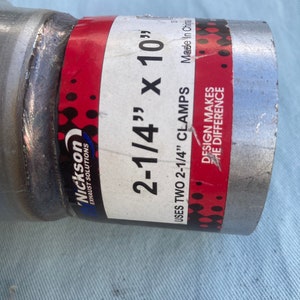 Nickson
EXHAUST SOLUTIONS
2-1/4” x 10”
USES TWO 2-1/4” CLAMPS
Made in China
DESIGN MAKES
THE DIFFERENCE